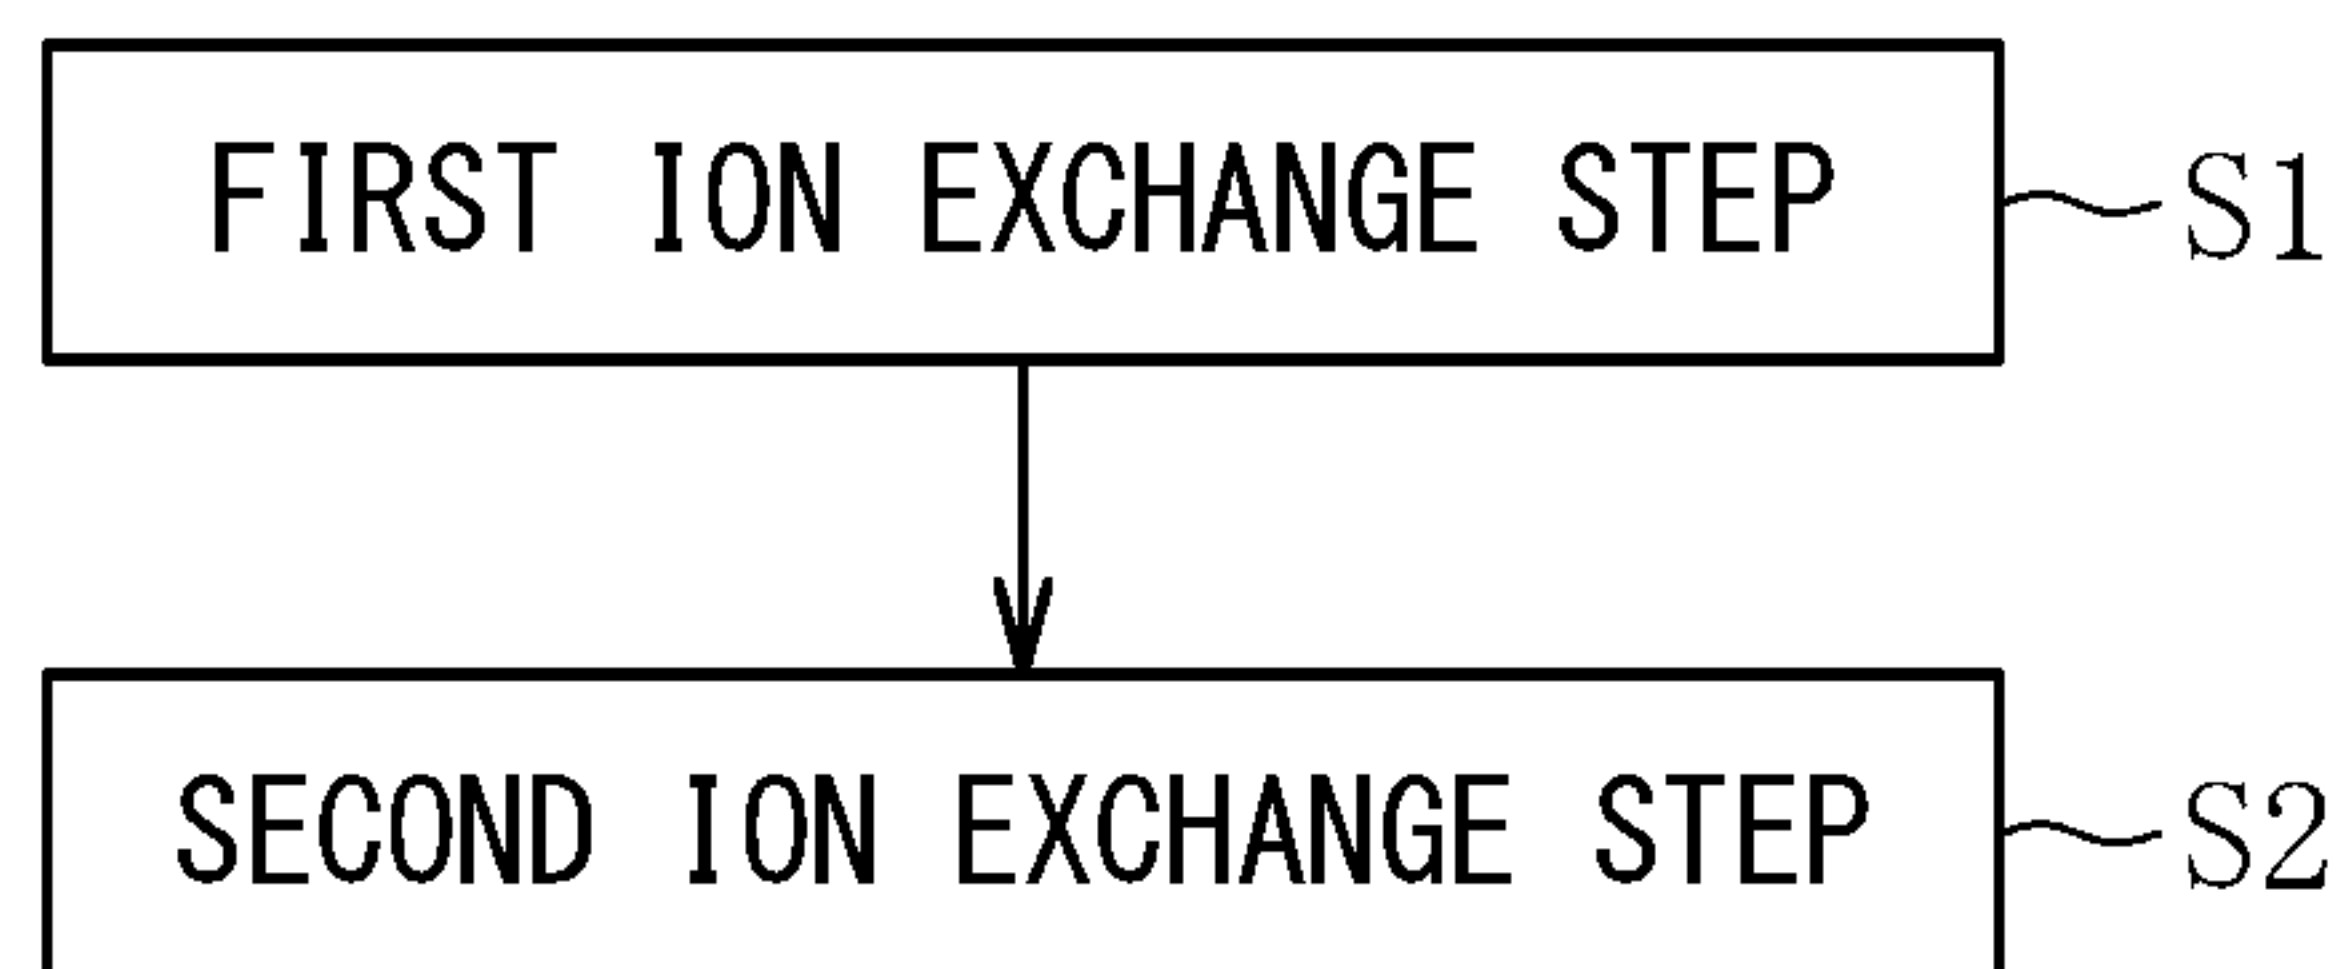 FIRST ION EXCHANGE STEP S1
SECOND ION EXCHANGE STEP S2